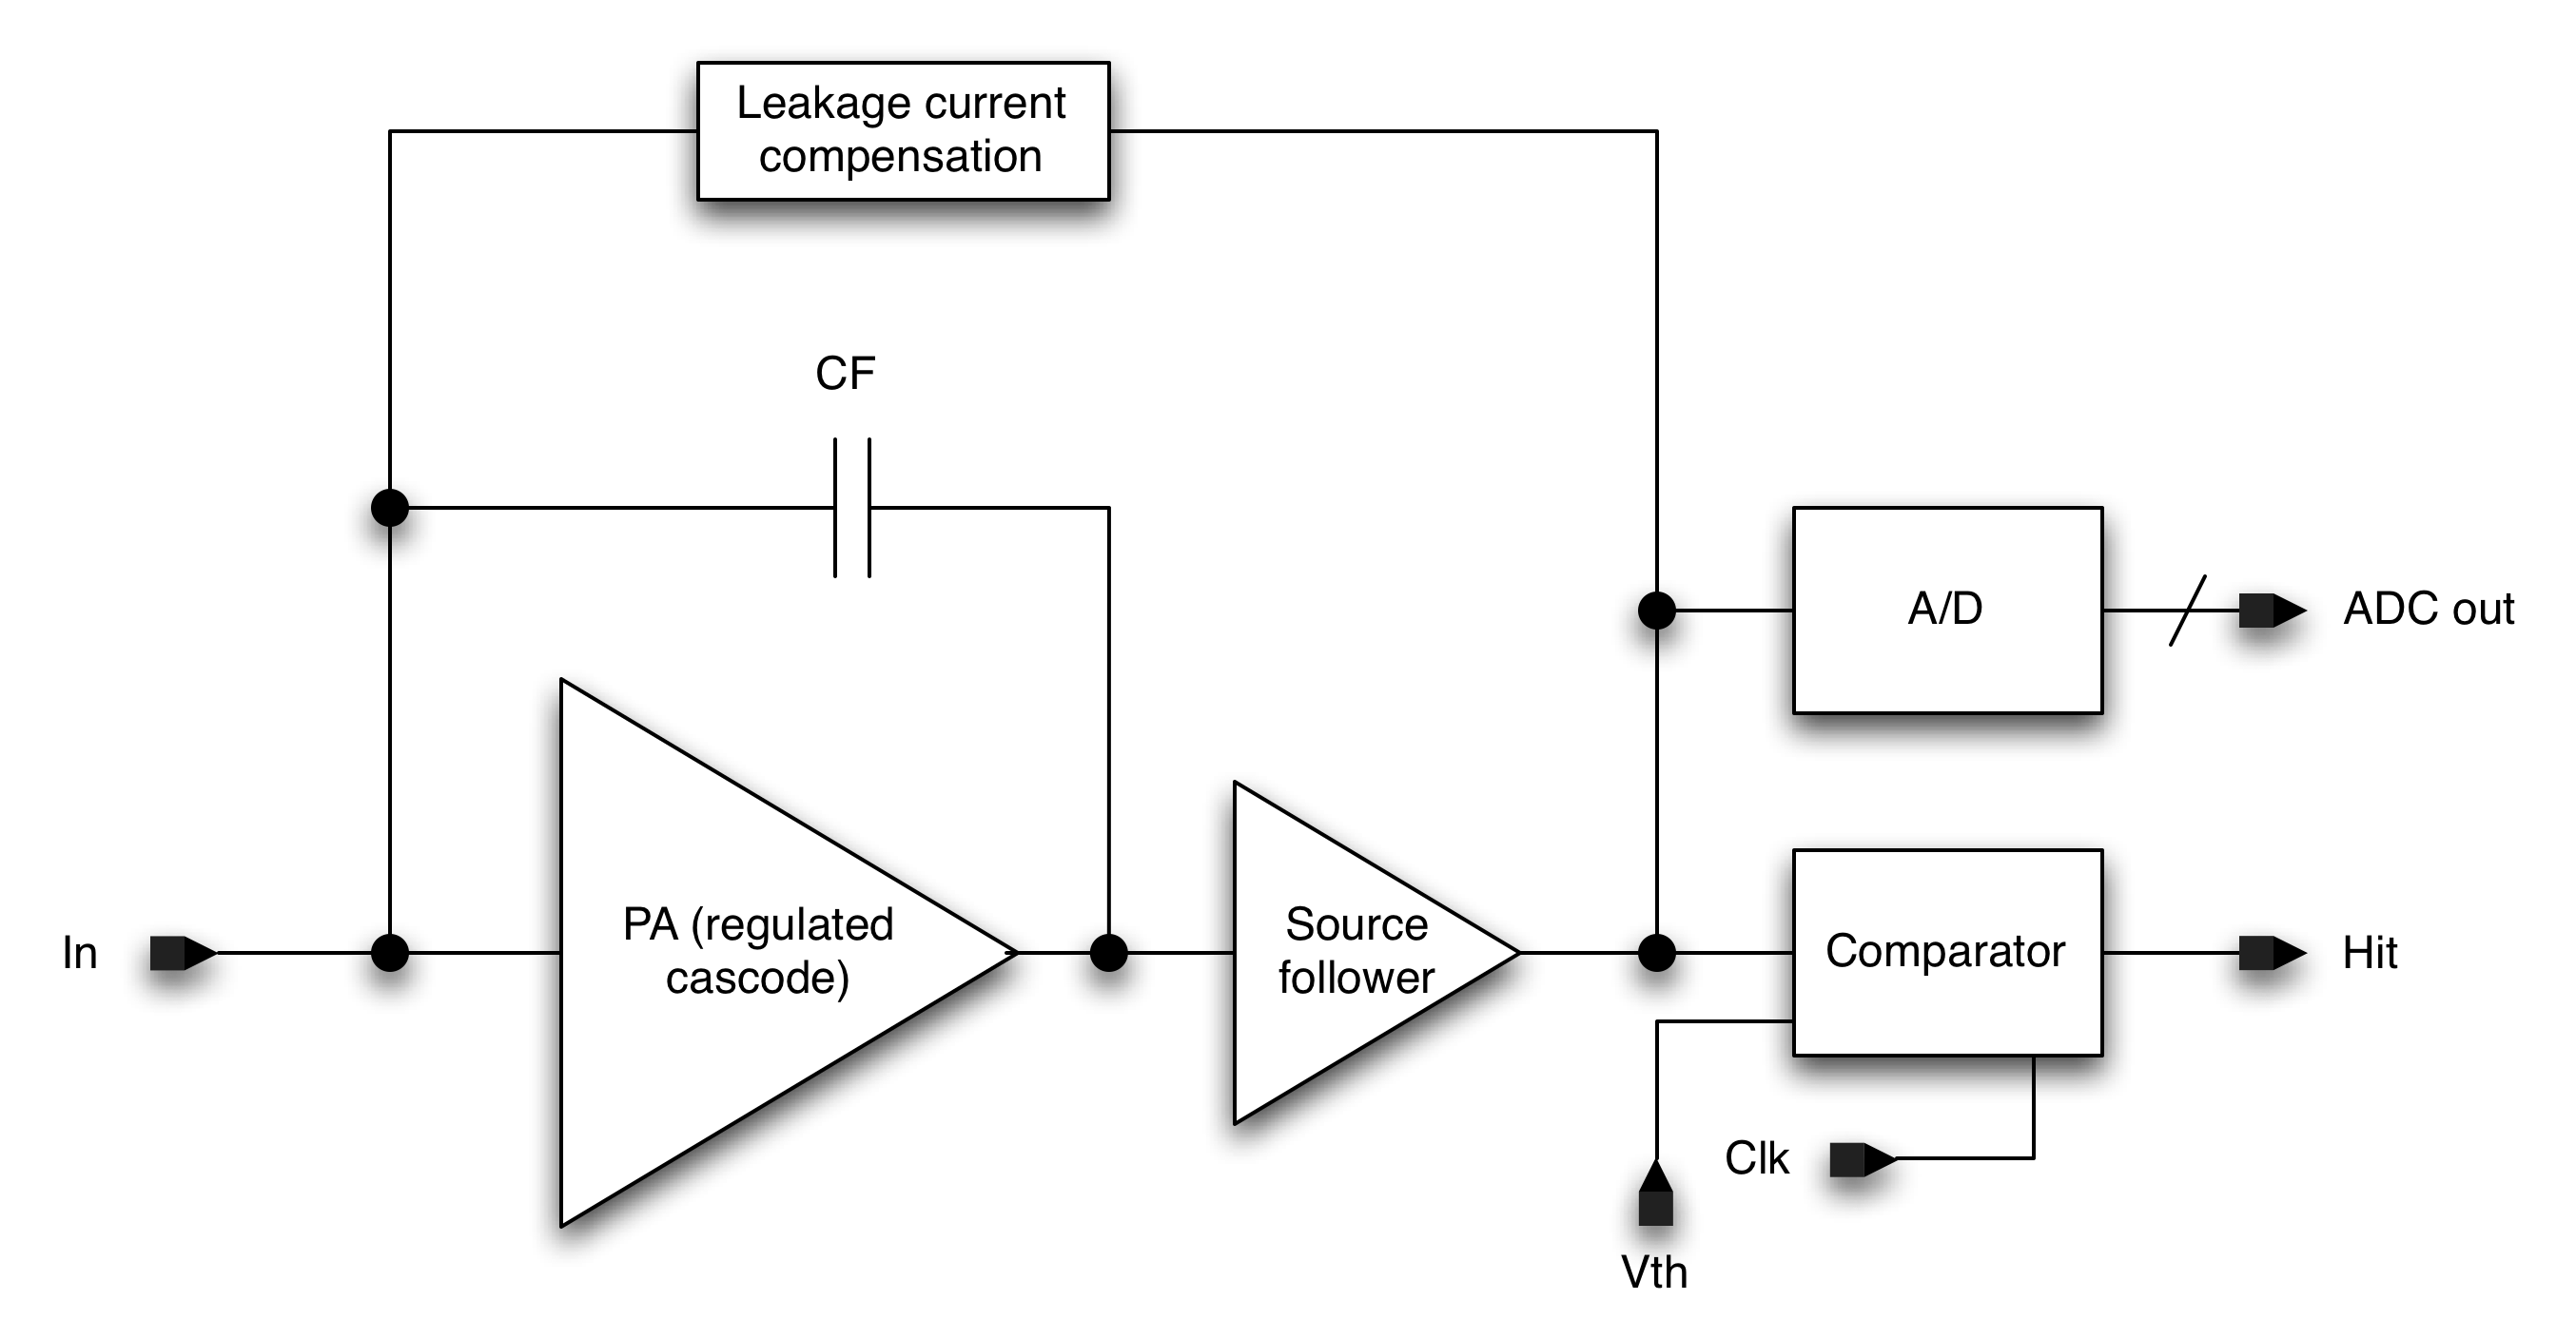 Leakage current
compensation
CF
A/D
ADC out
In
PA (regulated
cascode)
Source
follower
Comparator
Hit
Clk
Vth